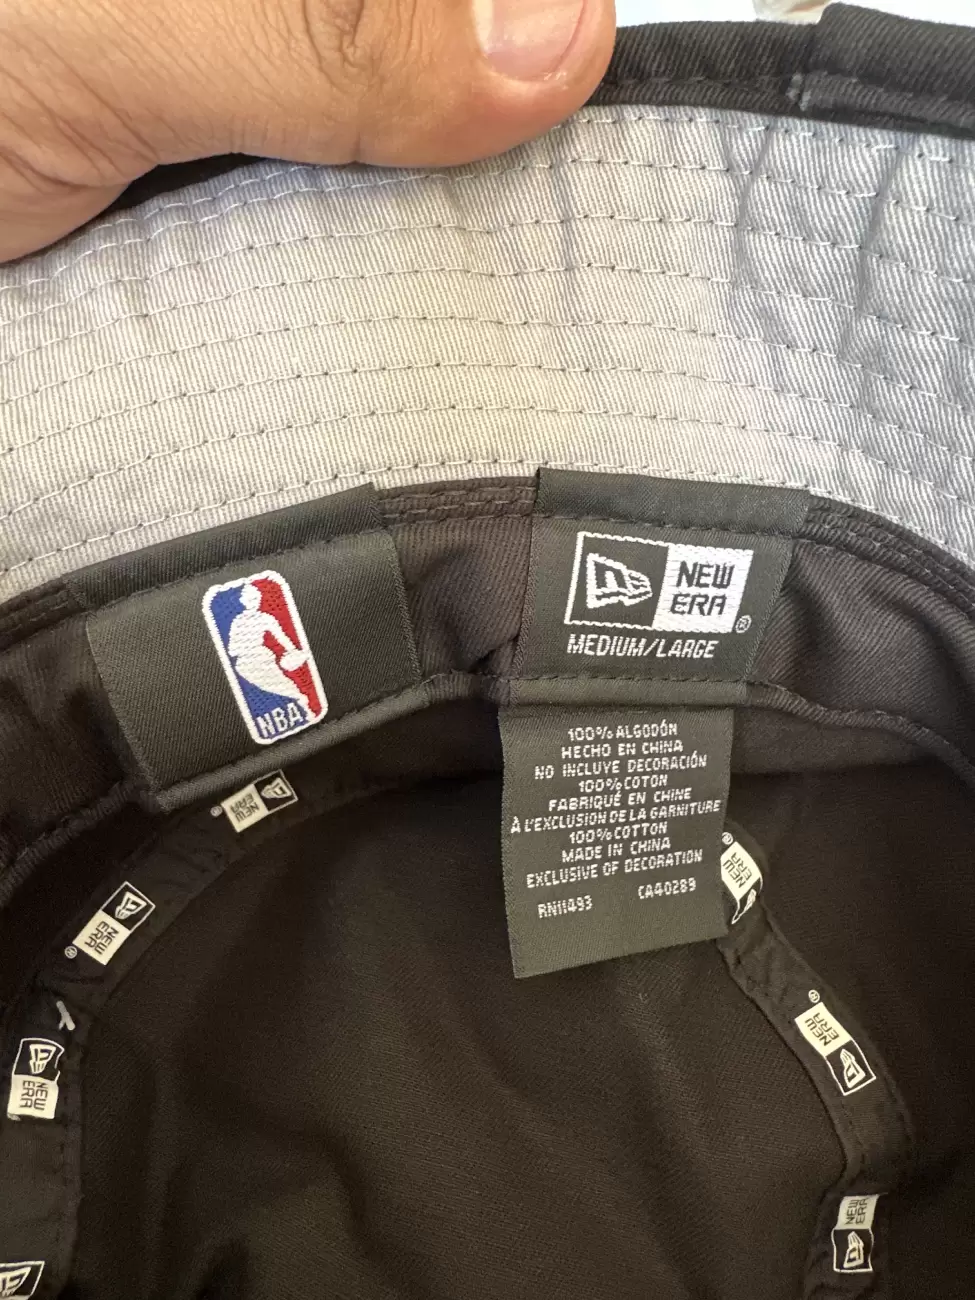 NBA
NEW
ERA
®
MEDIUM/LARGE
100% ALGODÓN
HECHO EN CHINA
NO INCLUYE DECORACIÓN
100% COTON
FABRIQUÉ EN CHINE
À L'EXCLUSION DE LA GARNITURE
100% COTTON
MADE IN CHINA
EXCLUSIVE OF DECORATION
RN11493 CA40289
NEW
ERA
®
NEW
ERA
®
NEW
ERA
NEW
ERA
®
NEW
ERA
®
NEW
ERA